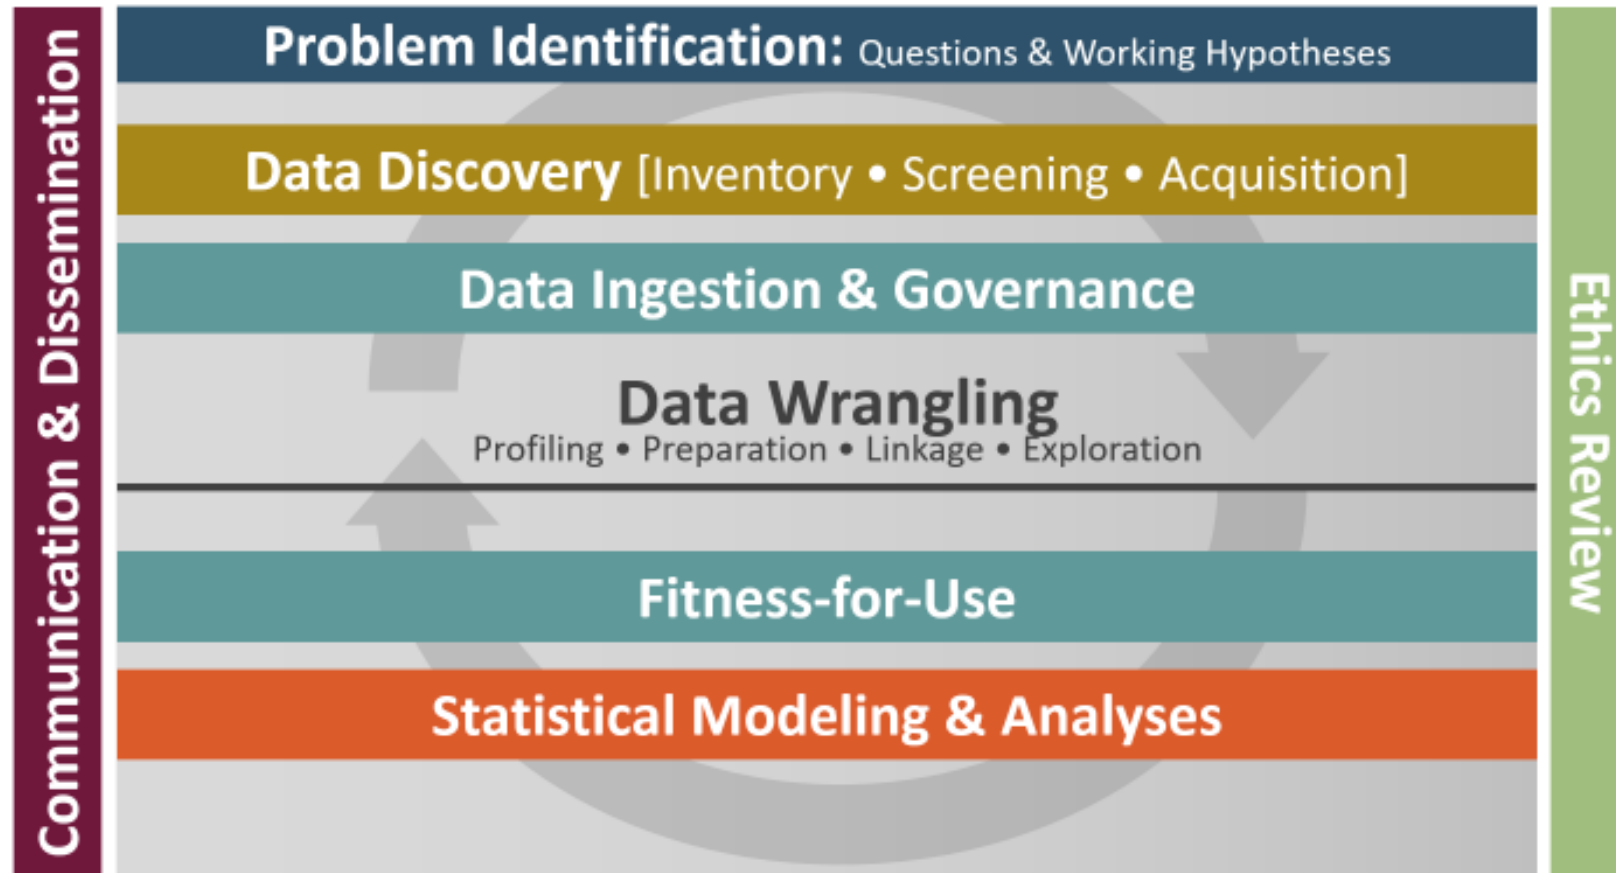 Communication & Dissemination
Problem Identification: Questions & Working Hypotheses
Data Discovery [Inventory • Screening • Acquisition]
Data Ingestion & Governance
Data Wrangling
Profiling • Preparation • Linkage • Exploration
Fitness-for-Use
Statistical Modeling & Analyses
Ethics Review